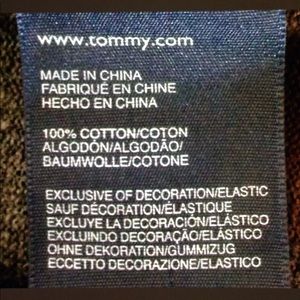 www.tommy.com
MADE IN CHINA
FABRIQUÉ EN CHINE
HECHO EN CHINA
100% COTTON/COTON
ALGODÓN/ALGODÃO/
BAUMWOLLE/COTONE
EXCLUSIVE OF DECORATION/ELASTIC
SAUF DÉCORATION/ÉLASTIQUE
EXCLUYE LA DECORACIÓN/ELÁSTICO
EXCLUINDO DECORAÇÃO/ELÁSTICO
OHNE DEKORATION/GUMMIZUG
ECCETTO DECORAZIONE/ELASTICO